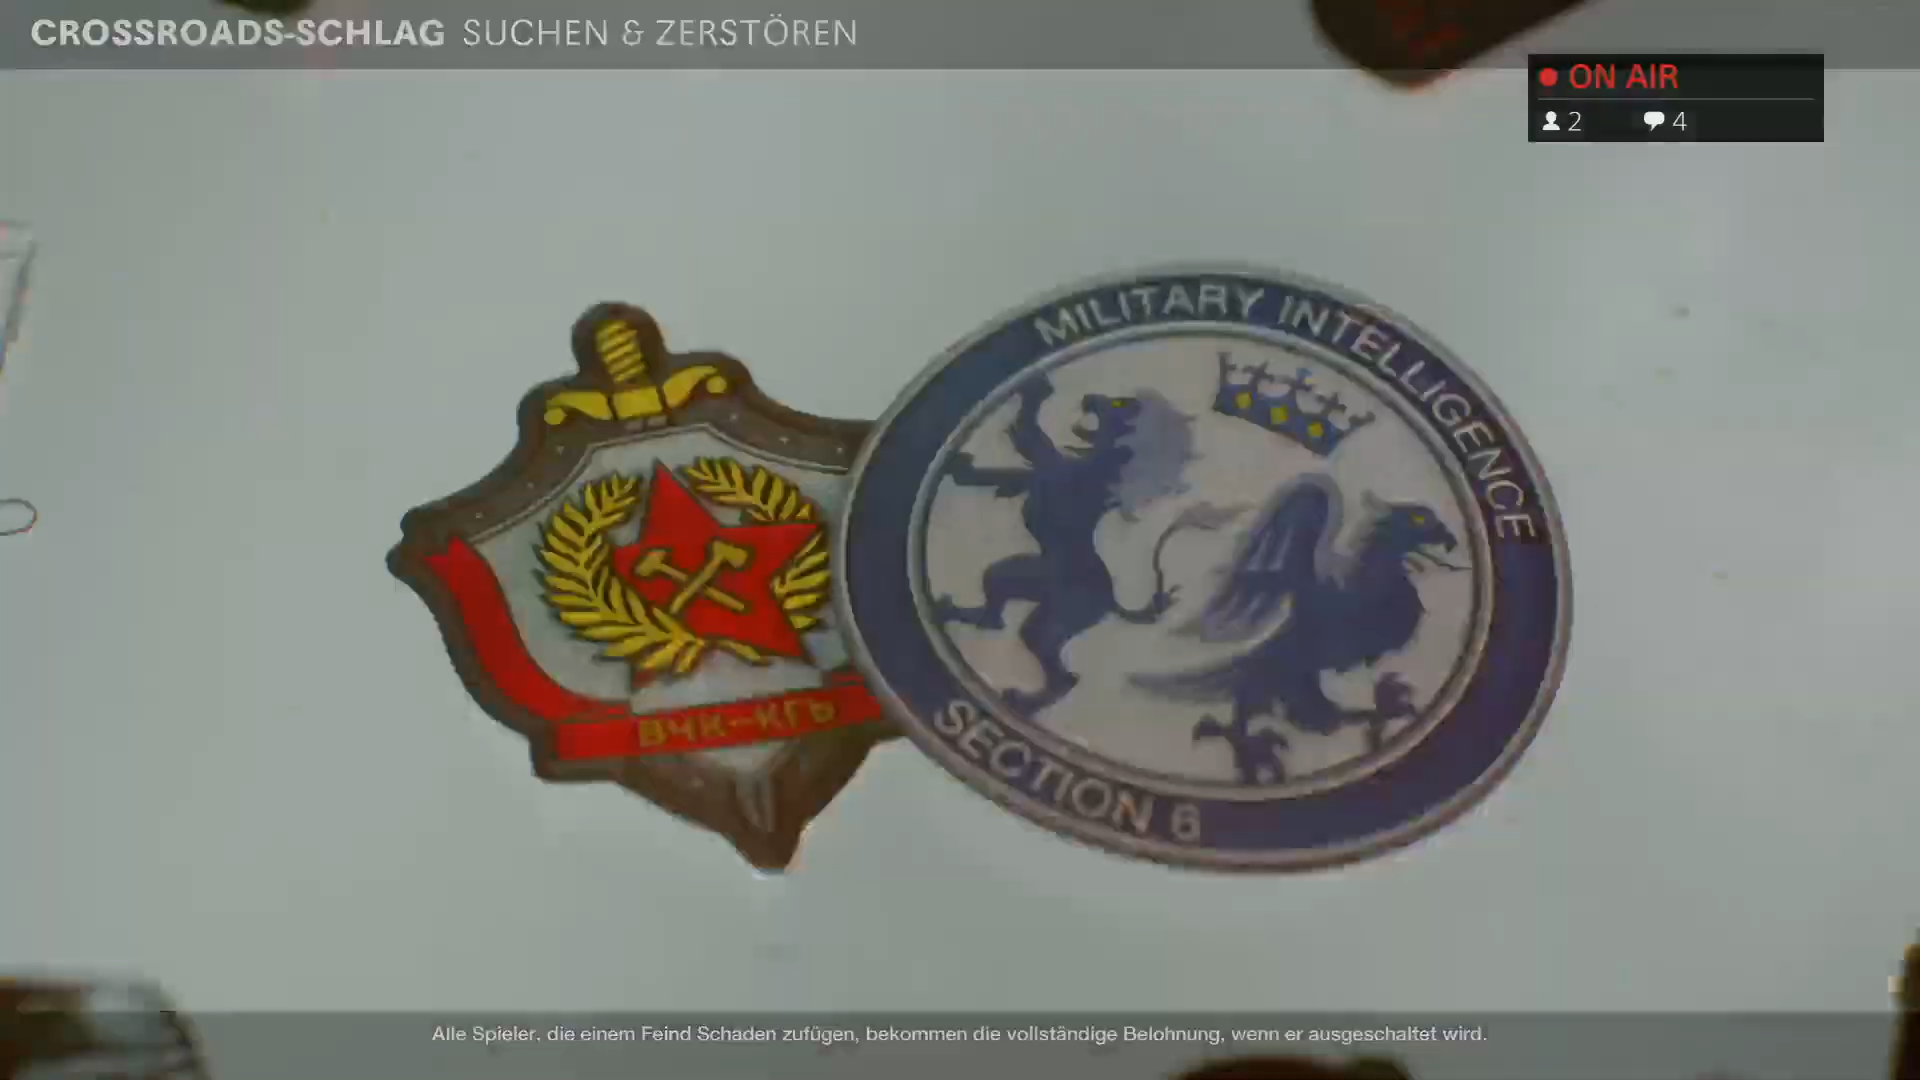 CROSSROADS-SCHLAG SUCHEN & ZERSTÖREN
ON AIR
2 4
MILITARY INTELLIGENCE
SECTION 6
ВЧК-КГЬ
Alle Spieler, die einem Feind Schaden zufügen, bekommen die vollständige Belohnung, wenn er ausgeschaltet wird.